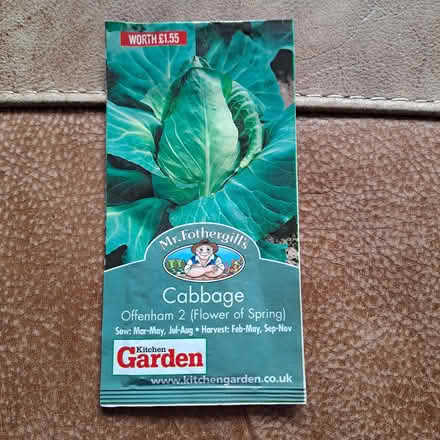 WORTH £1.55
Mr. Fothergill's
Cabbage
Offenham 2 (Flower of Spring)
Sow: Mar-May, Jul-Aug • Harvest: Feb-May, Sep-Nov
Kitchen
Garden
www.kitchengarden.co.uk